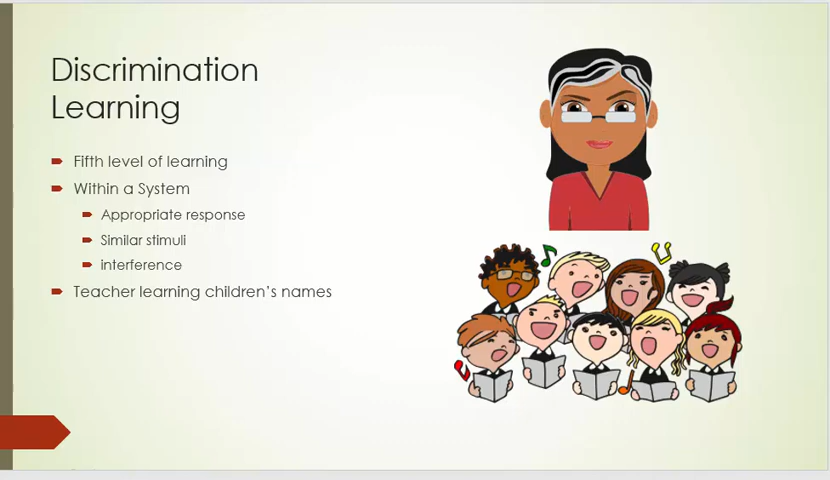 Discrimination
Learning
Fifth level of learning
Within a System
Appropriate response
Similar stimuli
interference
Teacher learning children's names